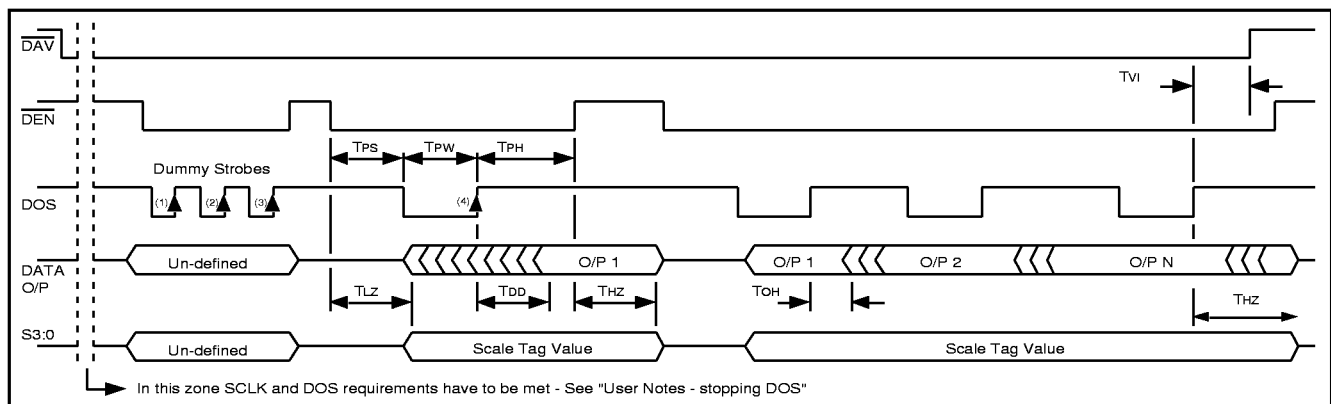 DAV
TVI
DEN
TPS TPW TPH
Dummy Strobes
DOS (1) (2) (3) (4)
DATA O/P
Un-defined O/P 1 O/P 1 O/P 2 O/P N
TLZ TDD THZ TOH THZ
S3:0
Un-defined Scale Tag Value Scale Tag Value
In this zone SCLK and DOS requirements have to be met - See "User Notes - stopping DOS"